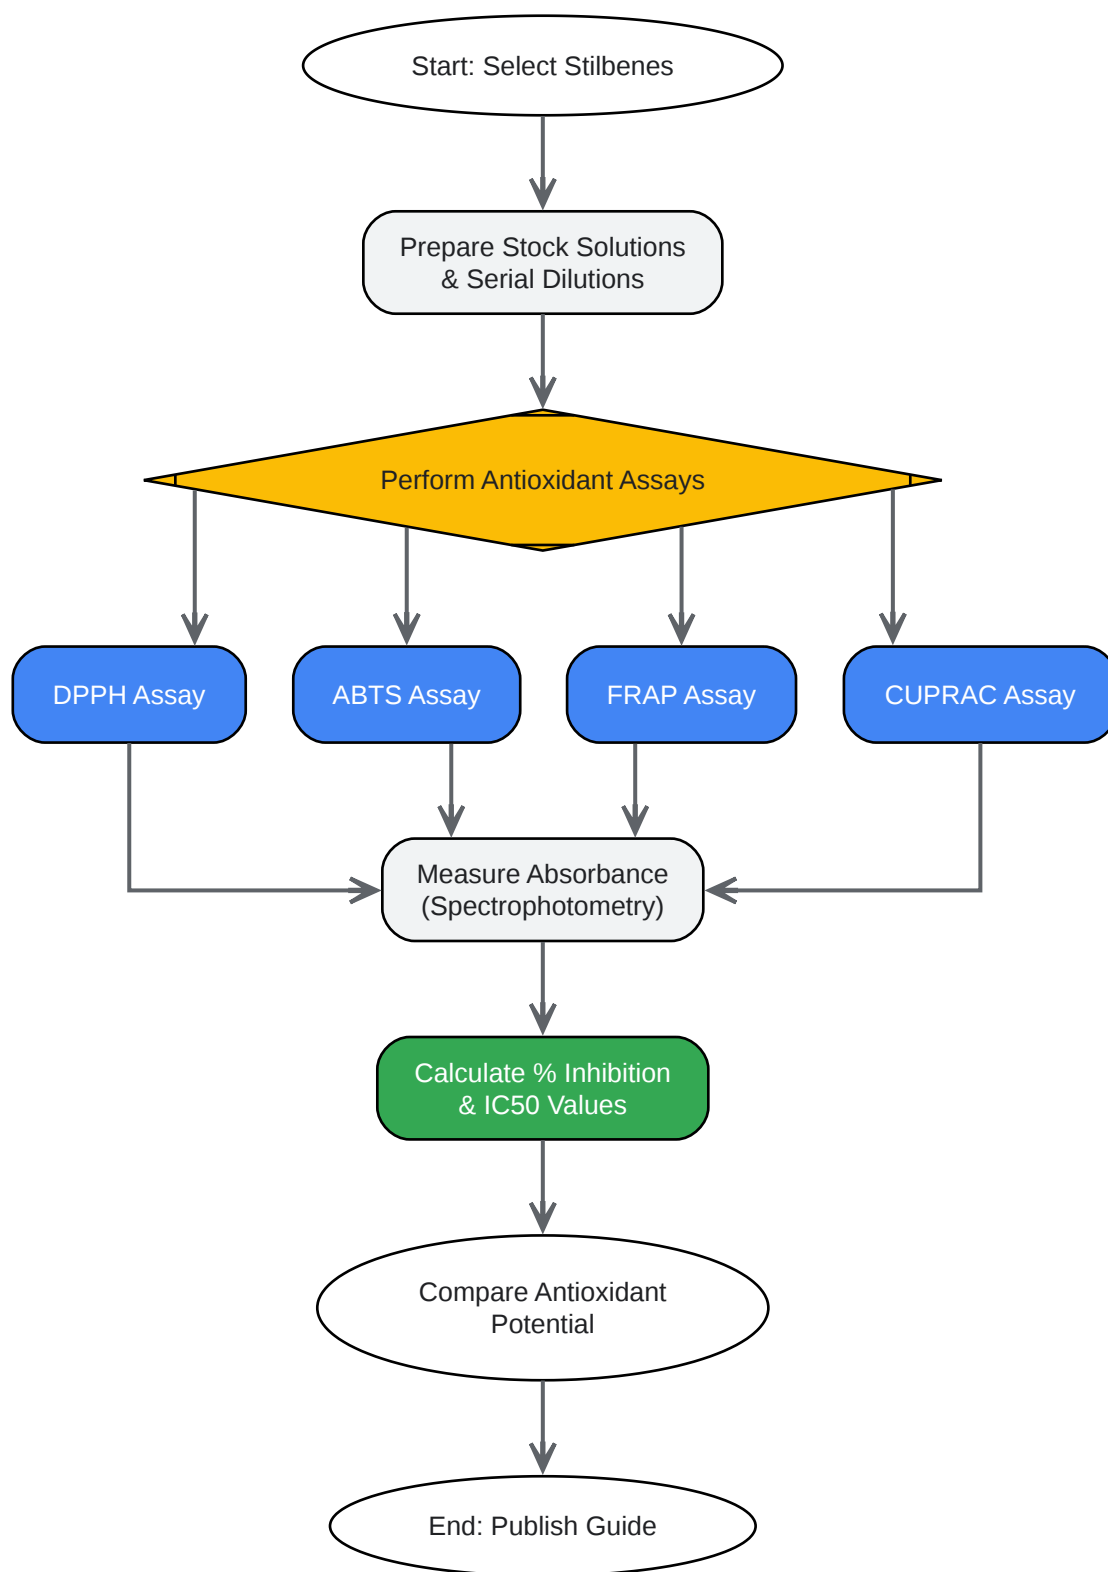 Start: Select Stilbenes
Prepare Stock Solutions
& Serial Dilutions
Perform Antioxidant Assays
DPPH Assay
ABTS Assay
FRAP Assay
CUPRAC Assay
Measure Absorbance
(Spectrophotometry)
Calculate % Inhibition
& IC50 Values
Compare Antioxidant
Potential
End: Publish Guide